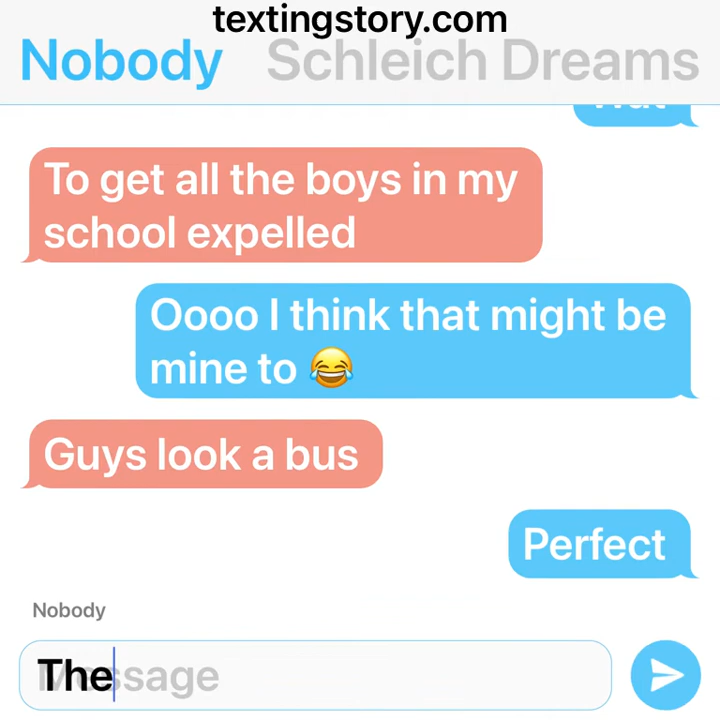 textingstory.com
Nobody Schleich Dreams
To get all the boys in my
school expelled
Oooo I think that might be
mine to 😂
Guys look a bus
Perfect
Nobody
The